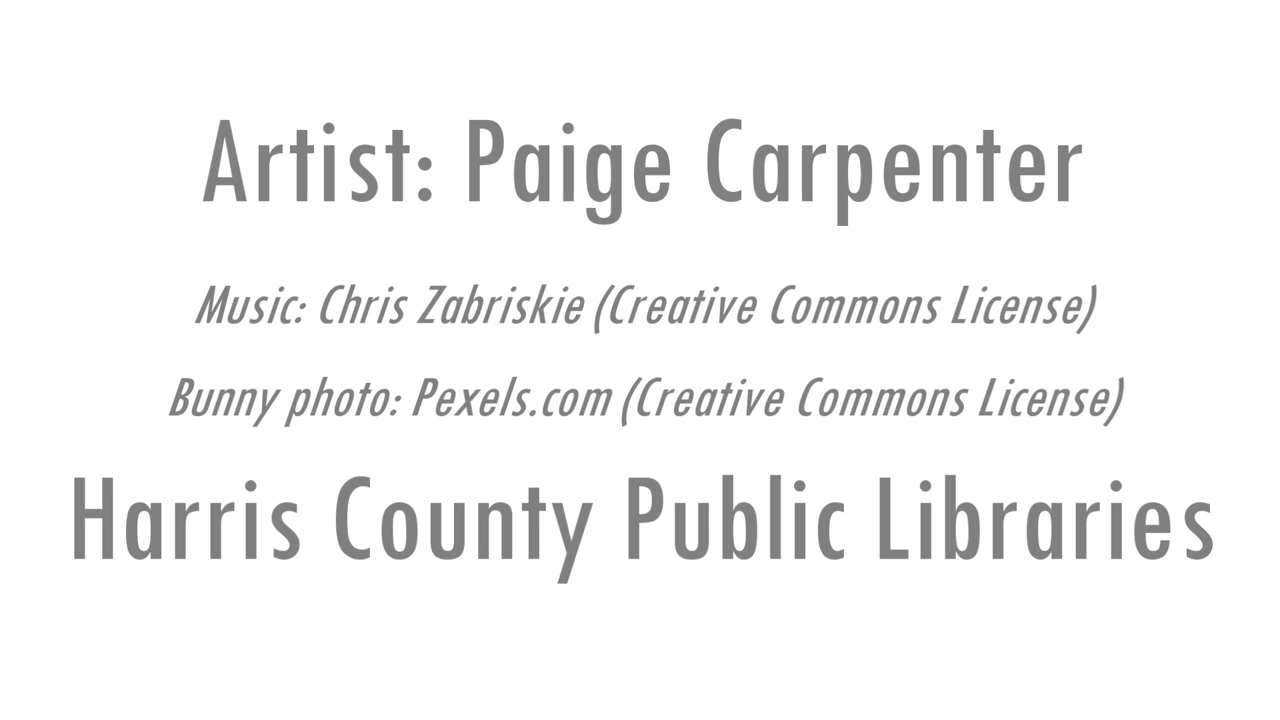 Artist: Paige Carpenter
Music: Chris Zabriskie (Creative Commons License)
Bunny photo: Pexels.com (Creative Commons License)
Harris County Public Libraries